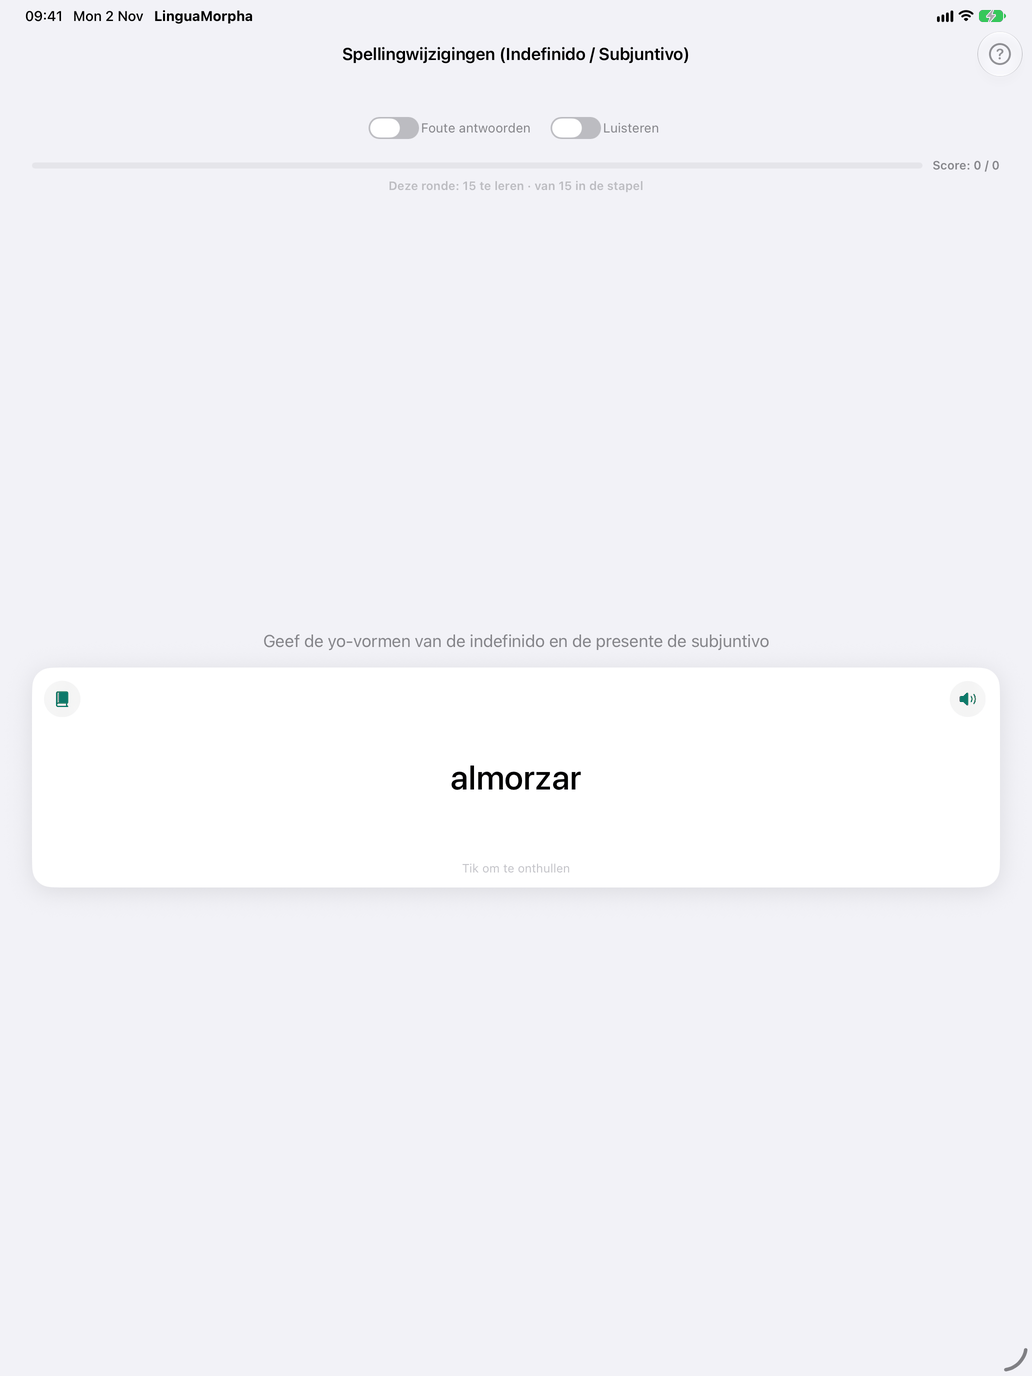 09:41 Mon 2 Nov LinguaMorpha
Spellingwijzigingen (Indefinido / Subjuntivo)
?
Foute antwoorden Luisteren
Score: 0 / 0
Deze ronde: 15 te leren · van 15 in de stapel
Geef de yo-vormen van de indefinido en de presente de subjuntivo
almorzar
Tik om te onthullen